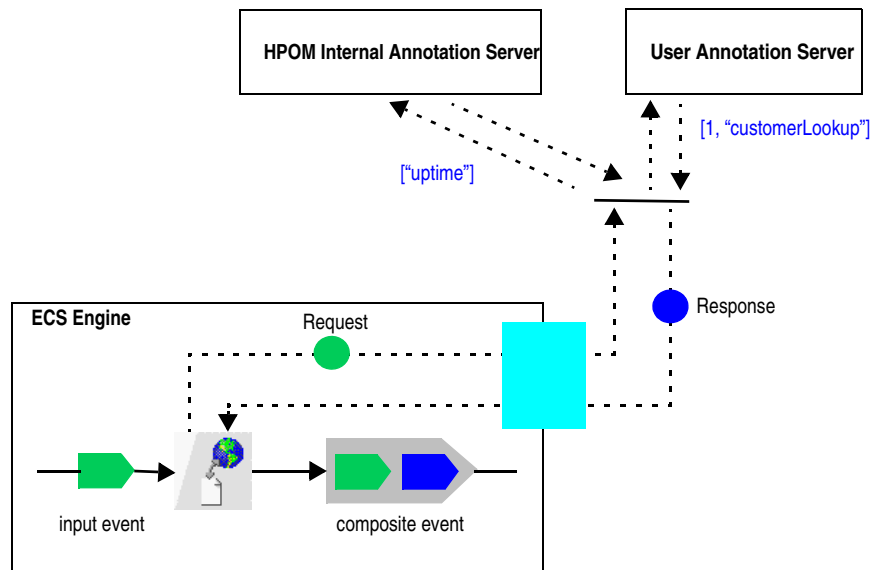 HPOM Internal Annotation Server
User Annotation Server
[1, “customerLookup”]
[“uptime”]
ECS Engine
Request
Response
input event
composite event